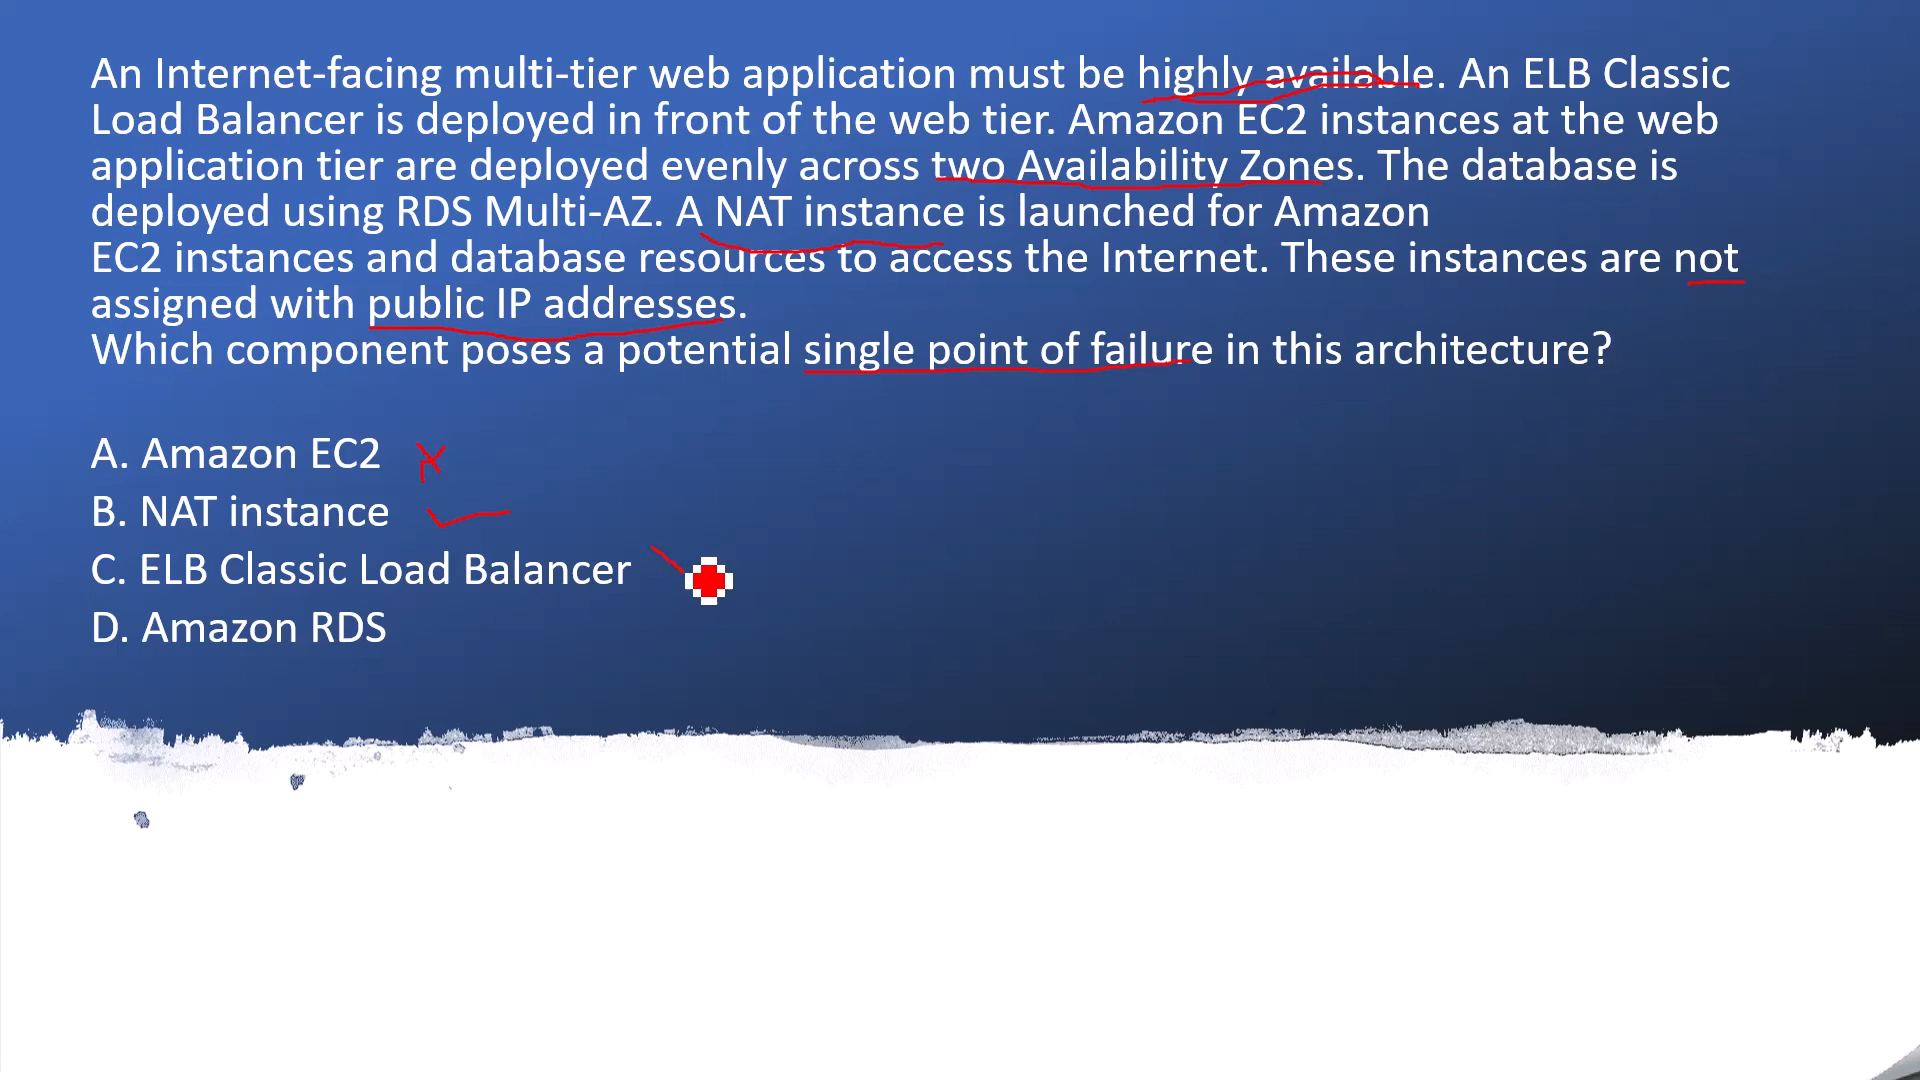 An Internet-facing multi-tier web application must be highly available. An ELB Classic
Load Balancer is deployed in front of the web tier. Amazon EC2 instances at the web
application tier are deployed evenly across two Availability Zones. The database is
deployed using RDS Multi-AZ. A NAT instance is launched for Amazon
EC2 instances and database resources to access the Internet. These instances are not
assigned with public IP addresses.
Which component poses a potential single point of failure in this architecture?
A. Amazon EC2
B. NAT instance
C. ELB Classic Load Balancer
D. Amazon RDS